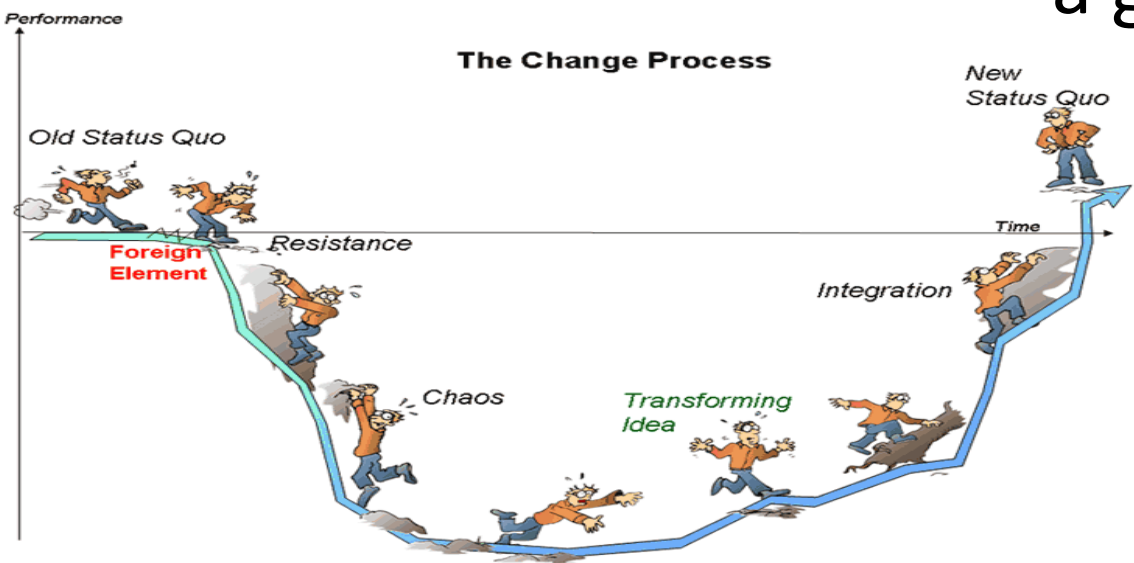 a g
Performance
The Change Process
New
Status Quo
Old Status Quo
Time
Foreign
Element
Resistance
Integration
Chaos
Transforming
Idea